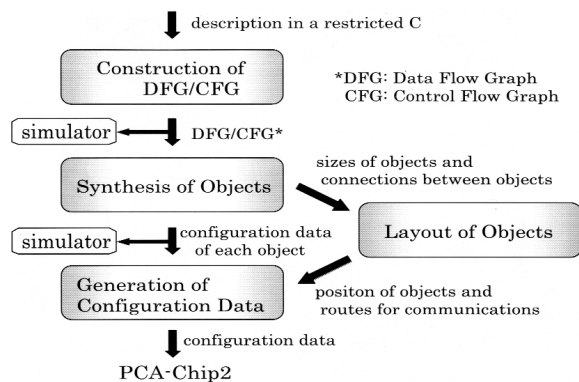 description in a restricted C
Construction of
DFG/CFG
*DFG: Data Flow Graph
CFG: Control Flow Graph
simulator
DFG/CFG*
sizes of objects and
connections between objects
Synthesis of Objects
Layout of Objects
simulator
configuration data
of each object
Generation of
Configuration Data
positon of objects and
routes for communications
configuration data
PCA-Chip2